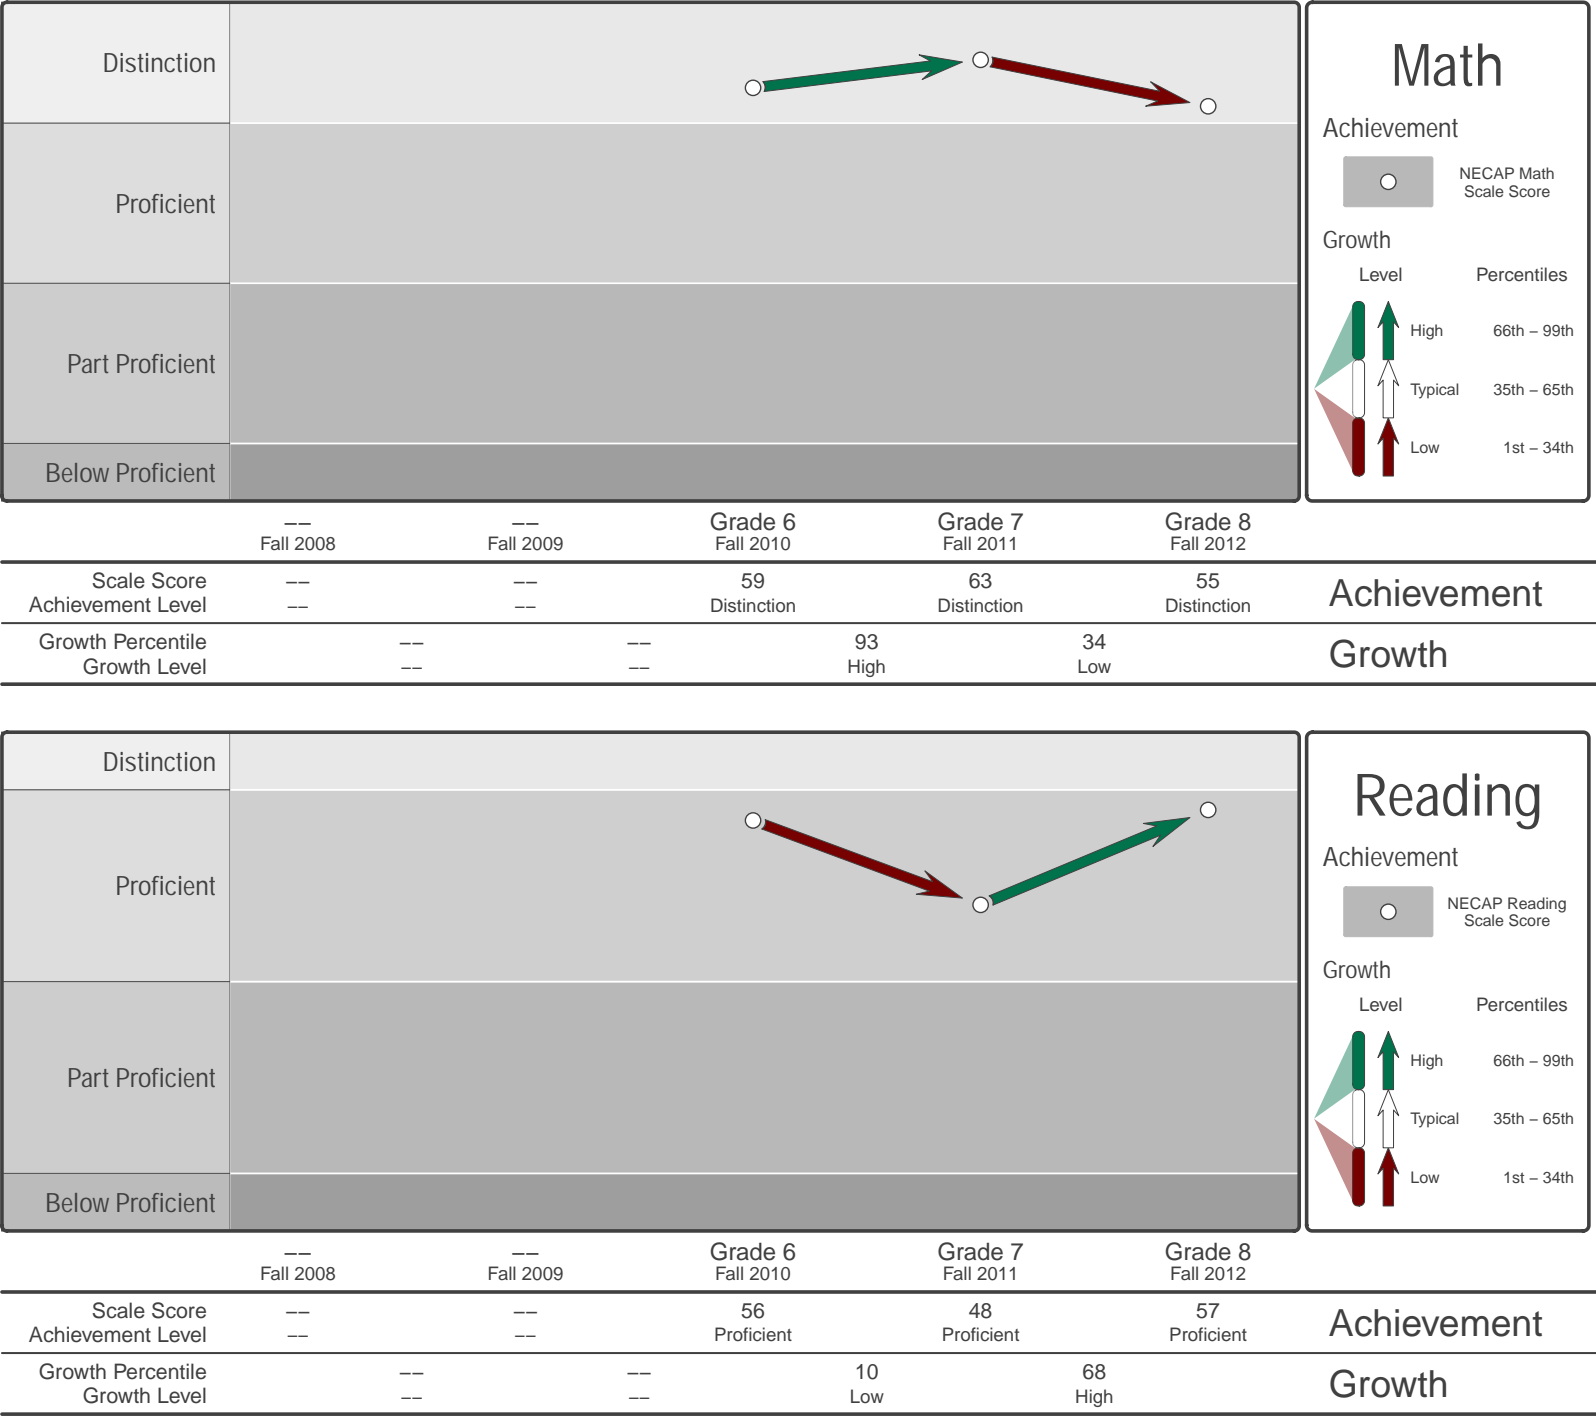 Distinction
Proficient
Part Proficient
Below Proficient
Math
Achievement
NECAP Math
Scale Score
Growth
Level Percentiles
High 66th – 99th
Typical 35th – 65th
Low 1st – 34th
–– –– Grade 6 Grade 7 Grade 8
Fall 2008 Fall 2009 Fall 2010 Fall 2011 Fall 2012
Scale Score –– –– 59 63 55
Achievement Level –– –– Distinction Distinction Distinction
Achievement
Growth Percentile –– –– 93 34
Growth Level –– –– High Low
Growth
Distinction
Proficient
Part Proficient
Below Proficient
Reading
Achievement
NECAP Reading
Scale Score
Growth
Level Percentiles
High 66th – 99th
Typical 35th – 65th
Low 1st – 34th
–– –– Grade 6 Grade 7 Grade 8
Fall 2008 Fall 2009 Fall 2010 Fall 2011 Fall 2012
Scale Score –– –– 56 48 57
Achievement Level –– –– Proficient Proficient Proficient
Achievement
Growth Percentile –– –– 10 68
Growth Level –– –– Low High
Growth